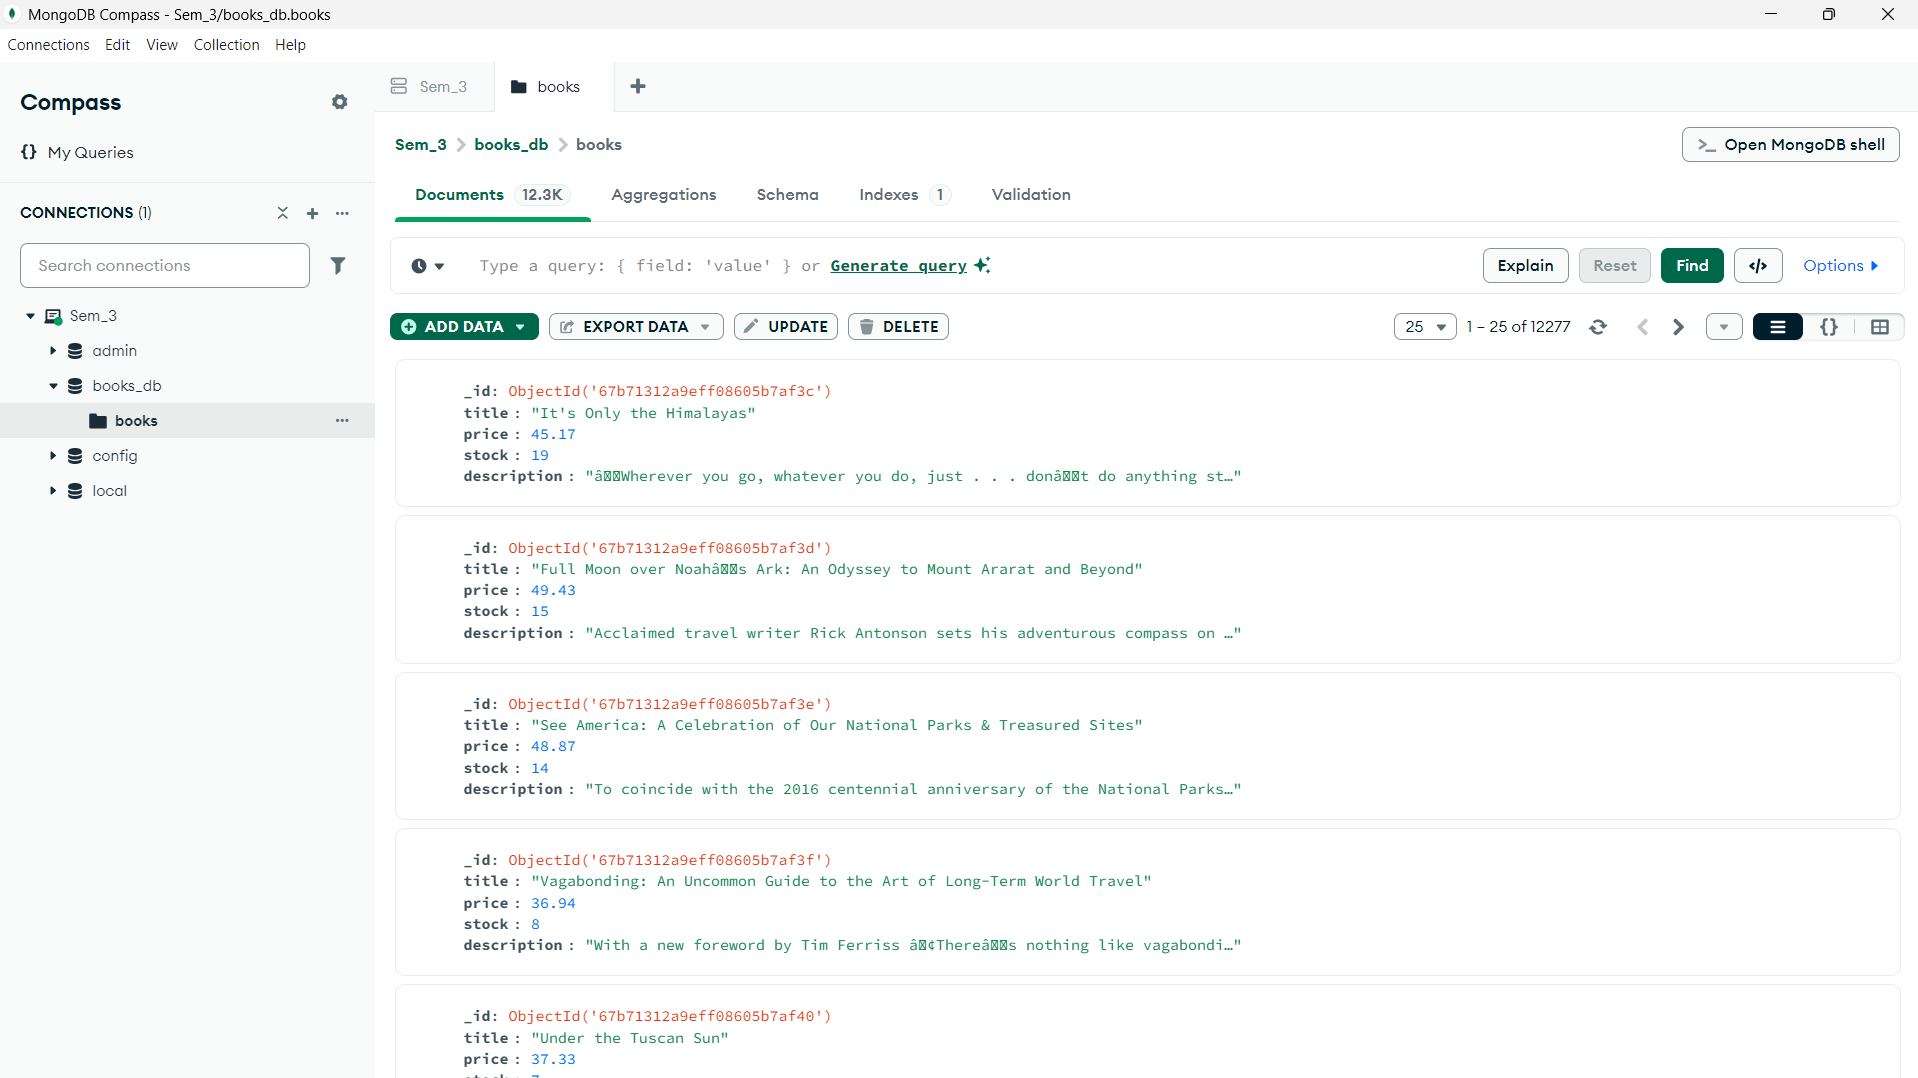 MongoDB Compass - Sem_3/books_db.books
Connections Edit View Collection Help
Compass
{} My Queries
CONNECTIONS (1)
Search connections
Sem_3
admin
books_db
books
config
local
Sem_3 books
Sem_3 > books_db > books
>_ Open MongoDB shell
Documents 12.3K Aggregations Schema Indexes 1 Validation
Type a query: { field: 'value' } or Generate query
Explain Reset Find </> Options
ADD DATA EXPORT DATA UPDATE DELETE
25 1 – 25 of 12277 {}
_id: ObjectId('67b71312a9eff08605b7af3c')
title : "It's Only the Himalayas"
price : 45.17
stock : 19
description : "â��Wherever you go, whatever you do, just . . . donâ��t do anything st…"
_id: ObjectId('67b71312a9eff08605b7af3d')
title : "Full Moon over Noahâ��s Ark: An Odyssey to Mount Ararat and Beyond"
price : 49.43
stock : 15
description : "Acclaimed travel writer Rick Antonson sets his adventurous compass on …"
_id: ObjectId('67b71312a9eff08605b7af3e')
title : "See America: A Celebration of Our National Parks & Treasured Sites"
price : 48.87
stock : 14
description : "To coincide with the 2016 centennial anniversary of the National Parks…"
_id: ObjectId('67b71312a9eff08605b7af3f')
title : "Vagabonding: An Uncommon Guide to the Art of Long-Term World Travel"
price : 36.94
stock : 8
description : "With a new foreword by Tim Ferriss â�¢Thereâ��s nothing like vagabondi…"
_id: ObjectId('67b71312a9eff08605b7af40')
title : "Under the Tuscan Sun"
price : 37.33